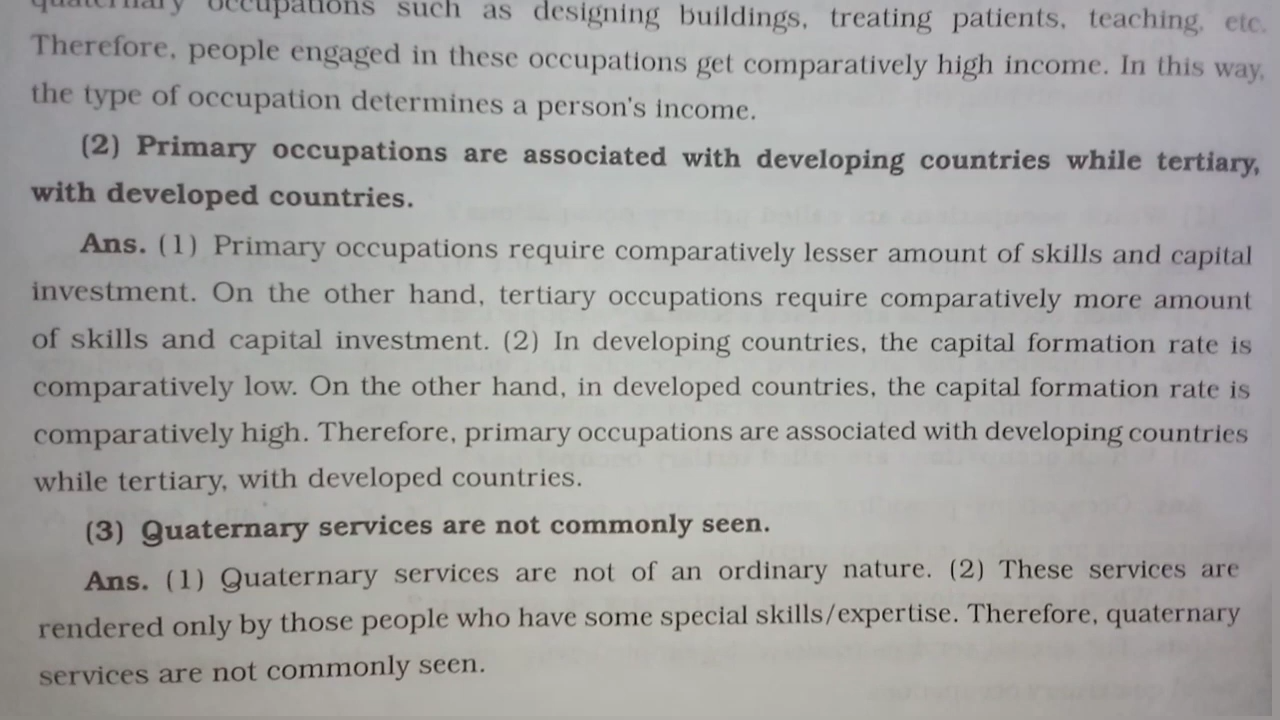 quaternary occupations such as designing buildings, treating patients, teaching, etc.
Therefore, people engaged in these occupations get comparatively high income. In this way,
the type of occupation determines a person's income.
(2) Primary occupations are associated with developing countries while tertiary,
with developed countries.
Ans. (1) Primary occupations require comparatively lesser amount of skills and capital
investment. On the other hand, tertiary occupations require comparatively more amount
of skills and capital investment. (2) In developing countries, the capital formation rate is
comparatively low. On the other hand, in developed countries, the capital formation rate is
comparatively high. Therefore, primary occupations are associated with developing countries
while tertiary, with developed countries.
(3) Quaternary services are not commonly seen.
Ans. (1) Quaternary services are not of an ordinary nature. (2) These services are
rendered only by those people who have some special skills/expertise. Therefore, quaternary
services are not commonly seen.